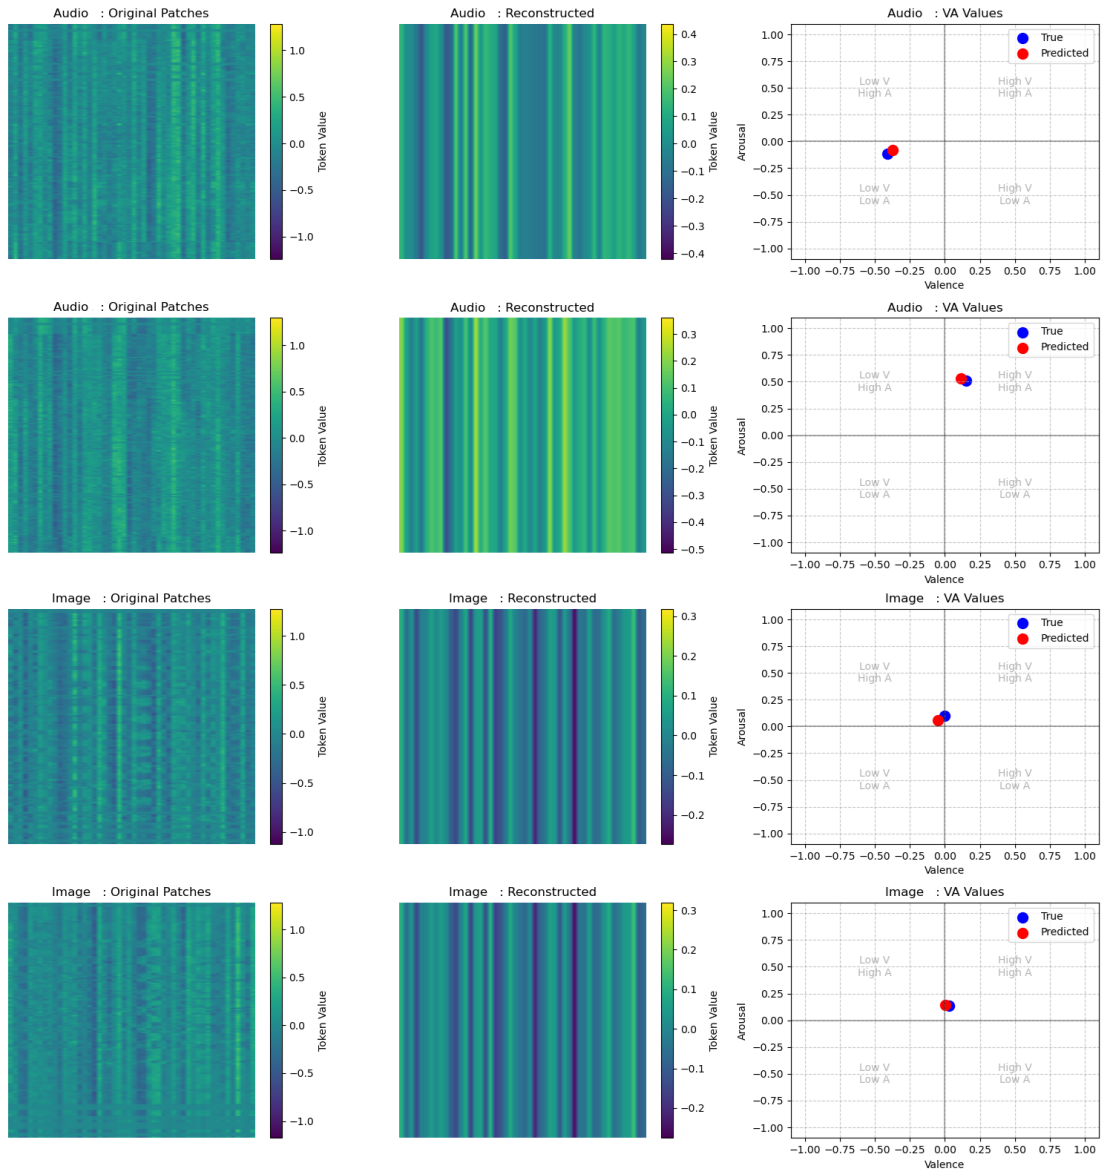 Audio   : Original Patches
1.0
0.5
0.0
−0.5
−1.0
Token Value
Audio   : Reconstructed
0.4
0.3
0.2
0.1
0.0
−0.1
−0.2
−0.3
−0.4
Token Value
Audio   : VA Values
1.00
0.75
0.50
0.25
0.00
−0.25
−0.50
−0.75
−1.00
Arousal
True
Predicted
Low V
High A
High V
High A
Low V
Low A
High V
Low A
−1.00 −0.75 −0.50 −0.25 0.00 0.25 0.50 0.75 1.00
Valence
Audio   : Original Patches
1.0
0.5
0.0
−0.5
−1.0
Token Value
Audio   : Reconstructed
0.3
0.2
0.1
0.0
−0.1
−0.2
−0.3
−0.4
−0.5
Token Value
Audio   : VA Values
1.00
0.75
0.50
0.25
0.00
−0.25
−0.50
−0.75
−1.00
Arousal
True
Predicted
Low V
High A
High V
High A
Low V
Low A
High V
Low A
−1.00 −0.75 −0.50 −0.25 0.00 0.25 0.50 0.75 1.00
Valence
Image   : Original Patches
1.0
0.5
0.0
−0.5
−1.0
Token Value
Image   : Reconstructed
0.3
0.2
0.1
0.0
−0.1
−0.2
Token Value
Image   : VA Values
1.00
0.75
0.50
0.25
0.00
−0.25
−0.50
−0.75
−1.00
Arousal
True
Predicted
Low V
High A
High V
High A
Low V
Low A
High V
Low A
−1.00 −0.75 −0.50 −0.25 0.00 0.25 0.50 0.75 1.00
Valence
Image   : Original Patches
1.0
0.5
0.0
−0.5
−1.0
Token Value
Image   : Reconstructed
0.3
0.2
0.1
0.0
−0.1
−0.2
Token Value
Image   : VA Values
1.00
0.75
0.50
0.25
0.00
−0.25
−0.50
−0.75
−1.00
Arousal
True
Predicted
Low V
High A
High V
High A
Low V
Low A
High V
Low A
−1.00 −0.75 −0.50 −0.25 0.00 0.25 0.50 0.75 1.00
Valence